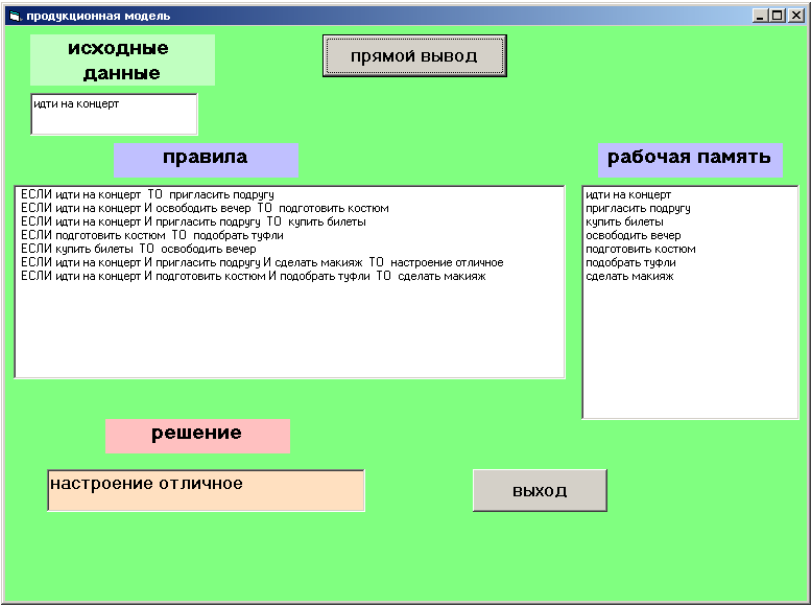 продукционная модель
исходные
данные
прямой вывод
идти на концерт
правила
рабочая память
ЕСЛИ идти на концерт ТО пригласить подругу
ЕСЛИ идти на концерт И освободить вечер ТО подготовить костюм
ЕСЛИ идти на концерт И пригласить подругу ТО купить билеты
ЕСЛИ подготовить костюм ТО подобрать туфли
ЕСЛИ купить билеты ТО освободить вечер
ЕСЛИ идти на концерт И пригласить подругу И сделать макияж ТО настроение отличное
ЕСЛИ идти на концерт И подготовить костюм И подобрать туфли ТО сделать макияж
идти на концерт
пригласить подругу
купить билеты
освободить вечер
подготовить костюм
подобрать туфли
сделать макияж
решение
настроение отличное
выход